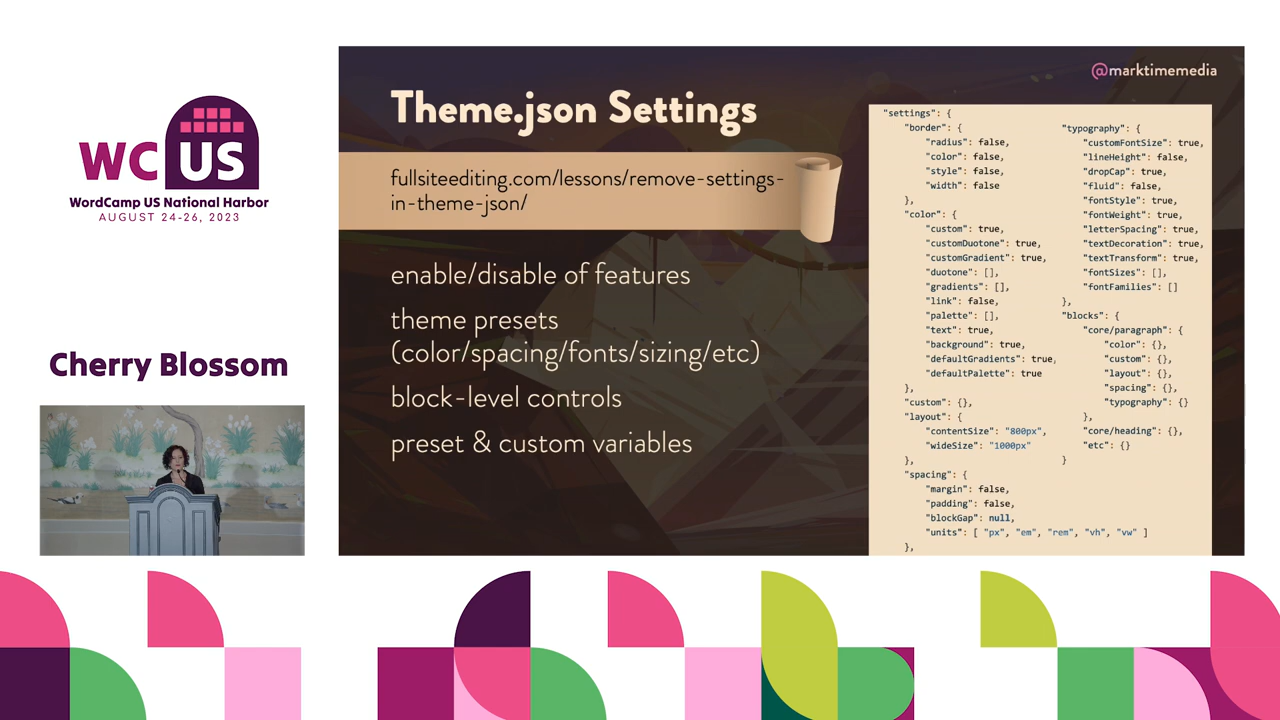 WC US
WordCamp US National Harbor
AUGUST 24-26, 2023
Cherry Blossom
@marktimemedia
Theme.json Settings
fullsiteediting.com/lessons/remove-settings-
in-theme-json/
enable/disable of features
theme presets
(color/spacing/fonts/sizing/etc)
block-level controls
preset & custom variables
"settings": {
"border": {
"radius": false,
"color": false,
"style": false,
"width": false
},
"color": {
"custom": true,
"customDuotone": true,
"customGradient": true,
"duotone": [],
"gradients": [],
"link": false,
"palette": [],
"text": true,
"background": true,
"defaultGradients": true,
"defaultPalette": true
},
"custom": {},
"layout": {
"contentSize": "800px",
"wideSize": "1000px"
},
"spacing": {
"margin": false,
"padding": false,
"blockGap": null,
"units": [ "px", "em", "rem", "vh", "vw" ]
},
"typography": {
"customFontSize": true,
"lineHeight": false,
"dropCap": true,
"fluid": false,
"fontStyle": true,
"fontWeight": true,
"letterSpacing": true,
"textDecoration": true,
"textTransform": true,
"fontSizes": [],
"fontFamilies": []
},
"blocks": {
"core/paragraph": {
"color": {},
"custom": {},
"layout": {},
"spacing": {},
"typography": {}
},
"core/heading": {},
"etc": {}
}